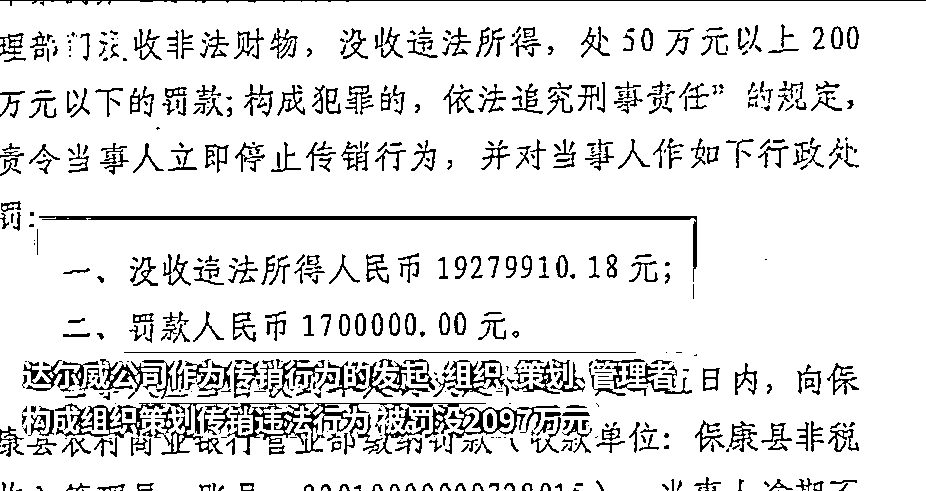 理部门没收非法财物，没收违法所得，处 50 万元以上 200
万元以下的罚款；构成犯罪的，依法追究刑事责任”的规定，
责令当事人立即停止传销行为，并对当事人作如下行政处
罚：
一、没收违法所得人民币 19279910.18 元；
二、罚款人民币 1700000.00 元。
达尔威公司作为传销行为的发起 组织 策划 管理者
日内，向保
构成组织策划传销违法行为 被罚没2097万元
康县农村商业银行营业部缴纳罚款（收款单位：保康县非税